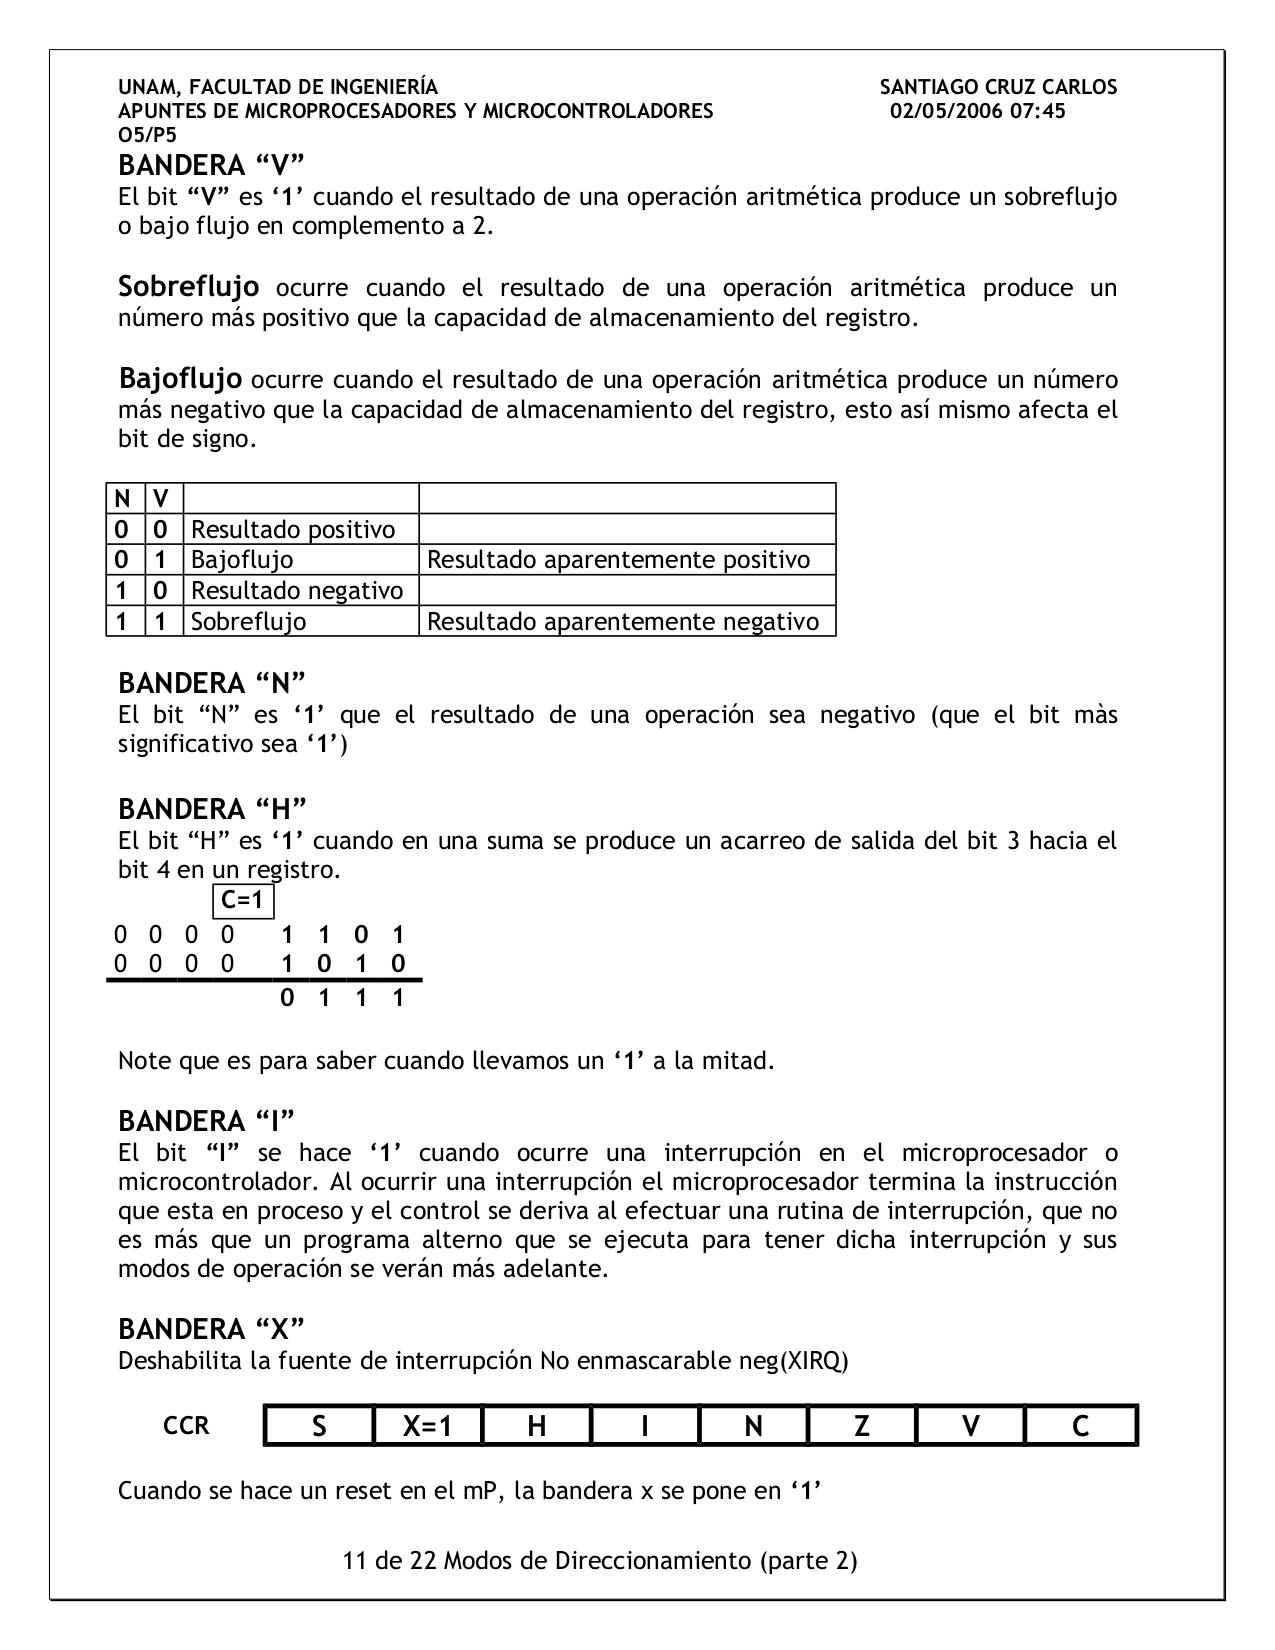 UNAM, FACULTAD DE INGENIERÍA SANTIAGO CRUZ CARLOS
APUNTES DE MICROPROCESADORES Y MICROCONTROLADORES 02/05/2006 07:45
O5/P5
BANDERA “V”
El bit “V” es ‘1’ cuando el resultado de una operación aritmética produce un sobreflujo
o bajo flujo en complemento a 2.
Sobreflujo ocurre cuando el resultado de una operación aritmética produce un
número más positivo que la capacidad de almacenamiento del registro.
Bajoflujo ocurre cuando el resultado de una operación aritmética produce un número
más negativo que la capacidad de almacenamiento del registro, esto así mismo afecta el
bit de signo.
N V
0 0 Resultado positivo
0 1 Bajoflujo Resultado aparentemente positivo
1 0 Resultado negativo
1 1 Sobreflujo Resultado aparentemente negativo
BANDERA “N”
El bit “N” es ‘1’ que el resultado de una operación sea negativo (que el bit màs
significativo sea ‘1’)
BANDERA “H”
El bit “H” es ‘1’ cuando en una suma se produce un acarreo de salida del bit 3 hacia el
bit 4 en un registro.
C=1
0 0 0 0 1 1 0 1
0 0 0 0 1 0 1 0
0 1 1 1
Note que es para saber cuando llevamos un ‘1’ a la mitad.
BANDERA “I”
El bit “I” se hace ‘1’ cuando ocurre una interrupción en el microprocesador o
microcontrolador. Al ocurrir una interrupción el microprocesador termina la instrucción
que esta en proceso y el control se deriva al efectuar una rutina de interrupción, que no
es más que un programa alterno que se ejecuta para tener dicha interrupción y sus
modos de operación se verán más adelante.
BANDERA “X”
Deshabilita la fuente de interrupción No enmascarable neg(XIRQ)
CCR S X=1 H I N Z V C
Cuando se hace un reset en el mP, la bandera x se pone en ‘1’
11 de 22 Modos de Direccionamiento (parte 2)